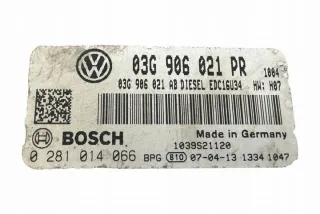 03G 906 021 PR 1004
03G 906 021 AB DIESEL EDC16U34 HW: H07
Made in Germany
BOSCH 1039S21120
0 281 014 066 BPG 810 07-04-13 1334 1047